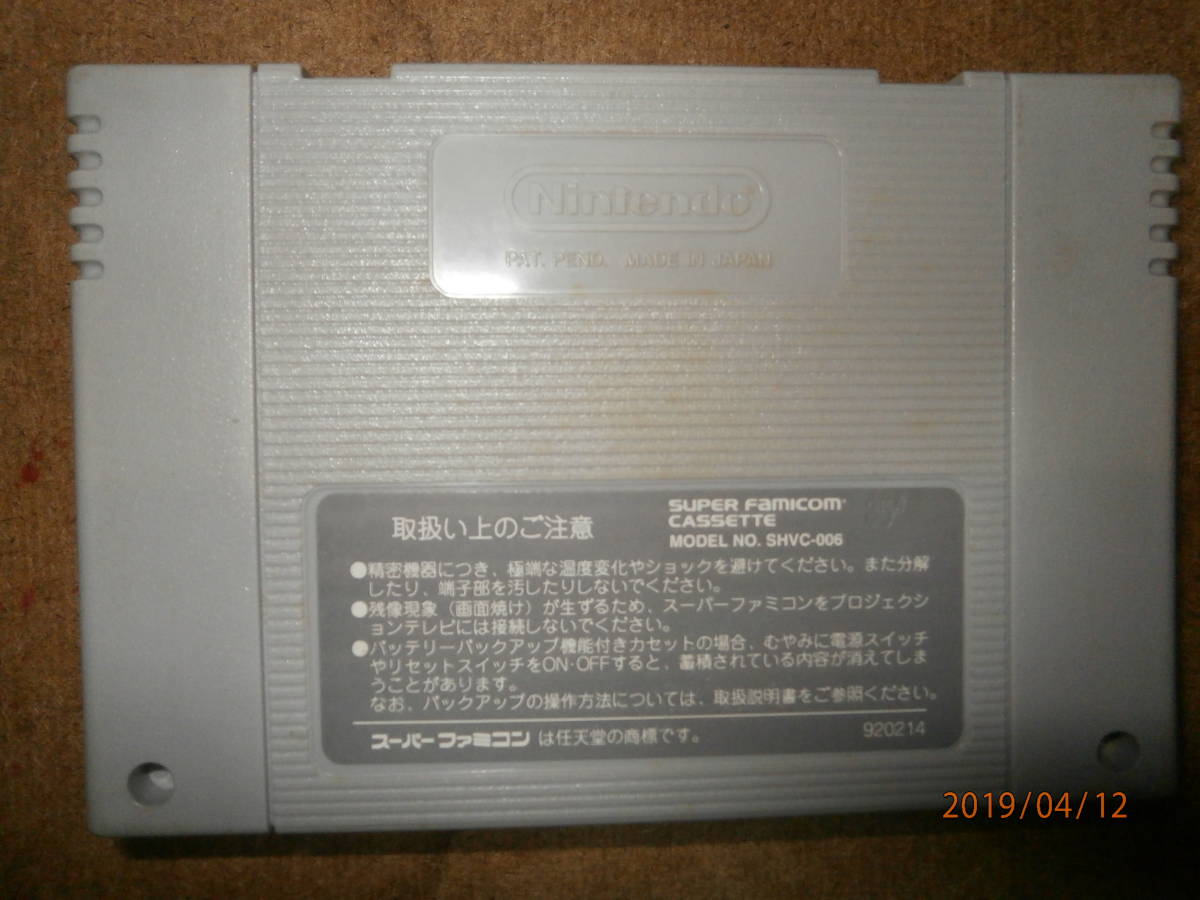 Nintendo®
PAT. PEND. MADE IN JAPAN
取扱い上のご注意
SUPER Famicom
CASSETTE
MODEL NO. SHVC-006
●精密機器につき、極端な温度変化やショックを避けてください。また分解
したり、端子部を汚したりしないでください。
●残像現象（画面焼け）が生ずるため、スーパーファミコンをプロジェクシ
ョンテレビには接続しないでください。
●バッテリーバックアップ機能付きカセットの場合、むやみに電源スイッチ
やリセットスイッチをON・OFFすると、蓄積されている内容が消えてしま
うことがあります。
なお、バックアップの操作方法については、取扱説明書をご参照ください。
スーパーファミコン は任天堂の商標です。
920214
2019/04/12